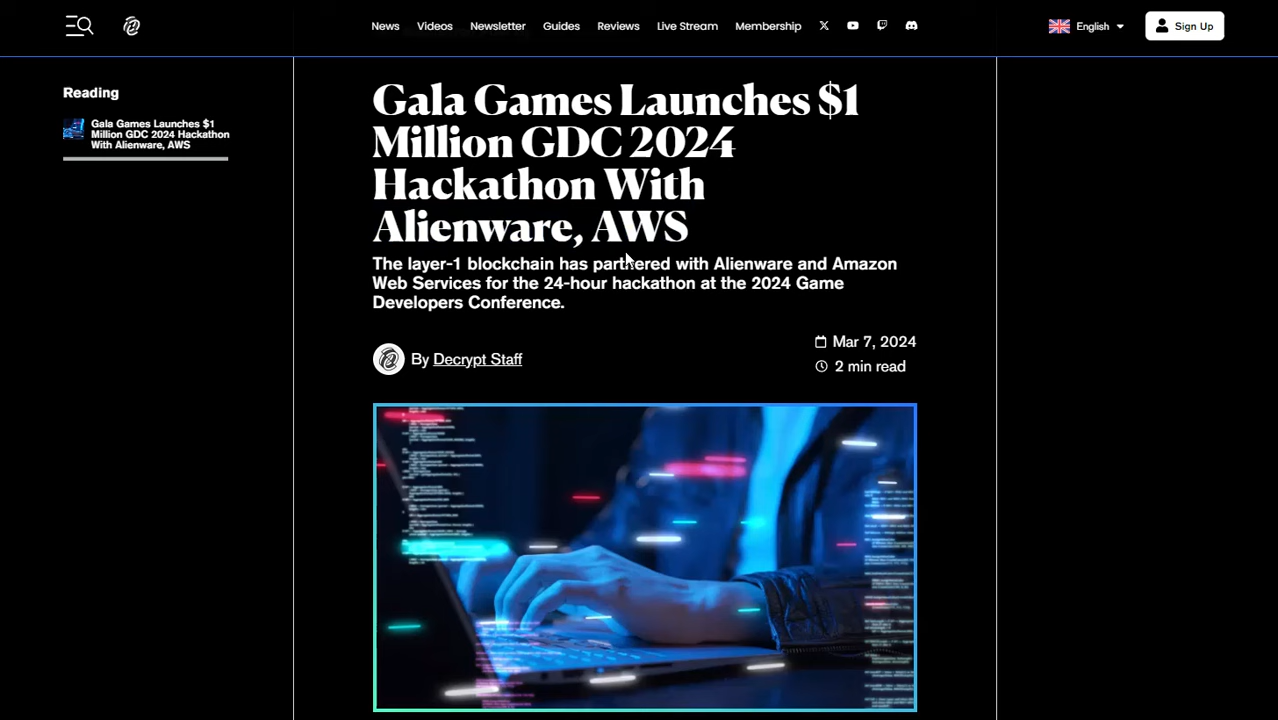 News
Videos
Newsletter
Guides
Reviews
Live Stream
Membership
English
Sign Up
Reading
Gala Games Launches $1
Million GDC 2024 Hackathon
With Alienware, AWS
Gala Games Launches $1
Million GDC 2024
Hackathon With
Alienware, AWS
The layer-1 blockchain has partnered with Alienware and Amazon
Web Services for the 24-hour hackathon at the 2024 Game
Developers Conference.
By Decrypt Staff
Mar 7, 2024
2 min read